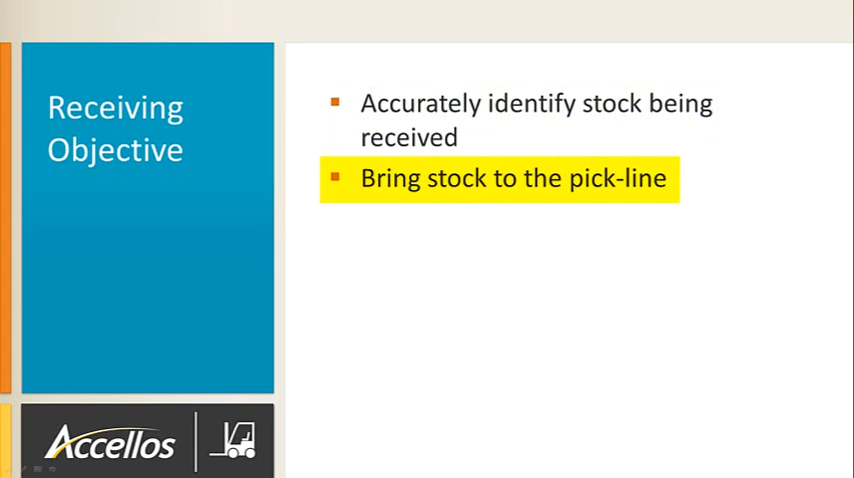 Receiving
Objective
Accurately identify stock being
received
Bring stock to the pick-line
Accellos